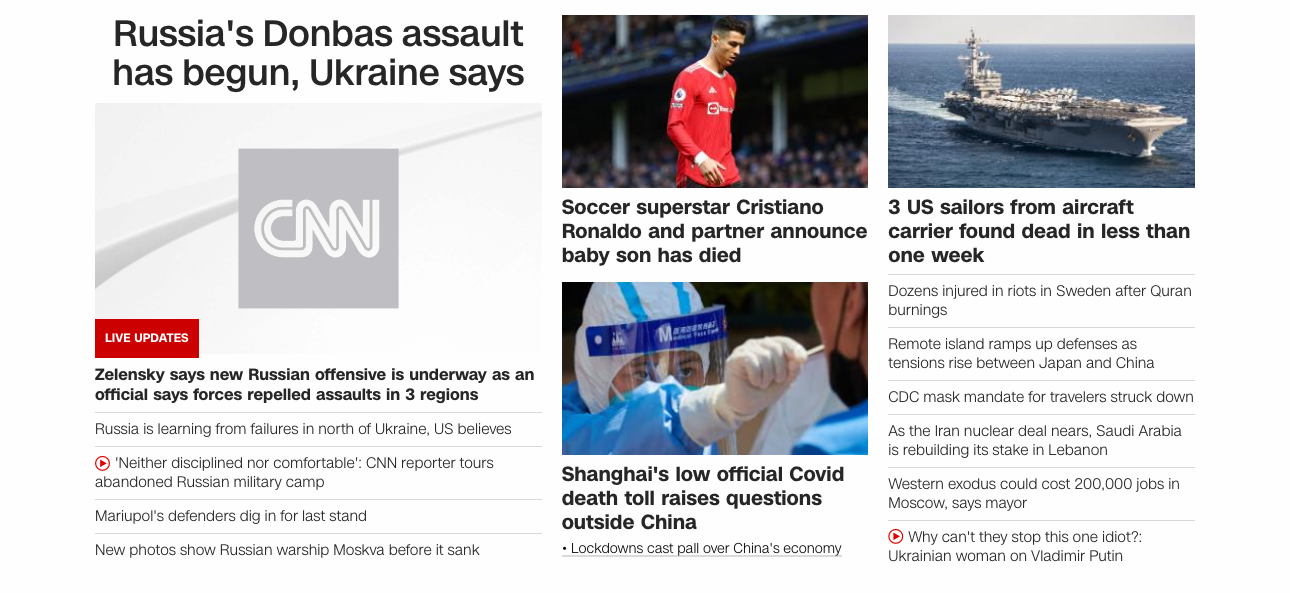 Russia's Donbas assault
has begun, Ukraine says
CNN
LIVE UPDATES
Zelensky says new Russian offensive is underway as an
official says forces repelled assaults in 3 regions
Russia is learning from failures in north of Ukraine, US believes
'Neither disciplined nor comfortable': CNN reporter tours
abandoned Russian military camp
Mariupol's defenders dig in for last stand
New photos show Russian warship Moskva before it sank
Soccer superstar Cristiano
Ronaldo and partner announce
baby son has died
Shanghai's low official Covid
death toll raises questions
outside China
• Lockdowns cast pall over China's economy
3 US sailors from aircraft
carrier found dead in less than
one week
Dozens injured in riots in Sweden after Quran
burnings
Remote island ramps up defenses as
tensions rise between Japan and China
CDC mask mandate for travelers struck down
As the Iran nuclear deal nears, Saudi Arabia
is rebuilding its stake in Lebanon
Western exodus could cost 200,000 jobs in
Moscow, says mayor
Why can't they stop this one idiot?:
Ukrainian woman on Vladimir Putin